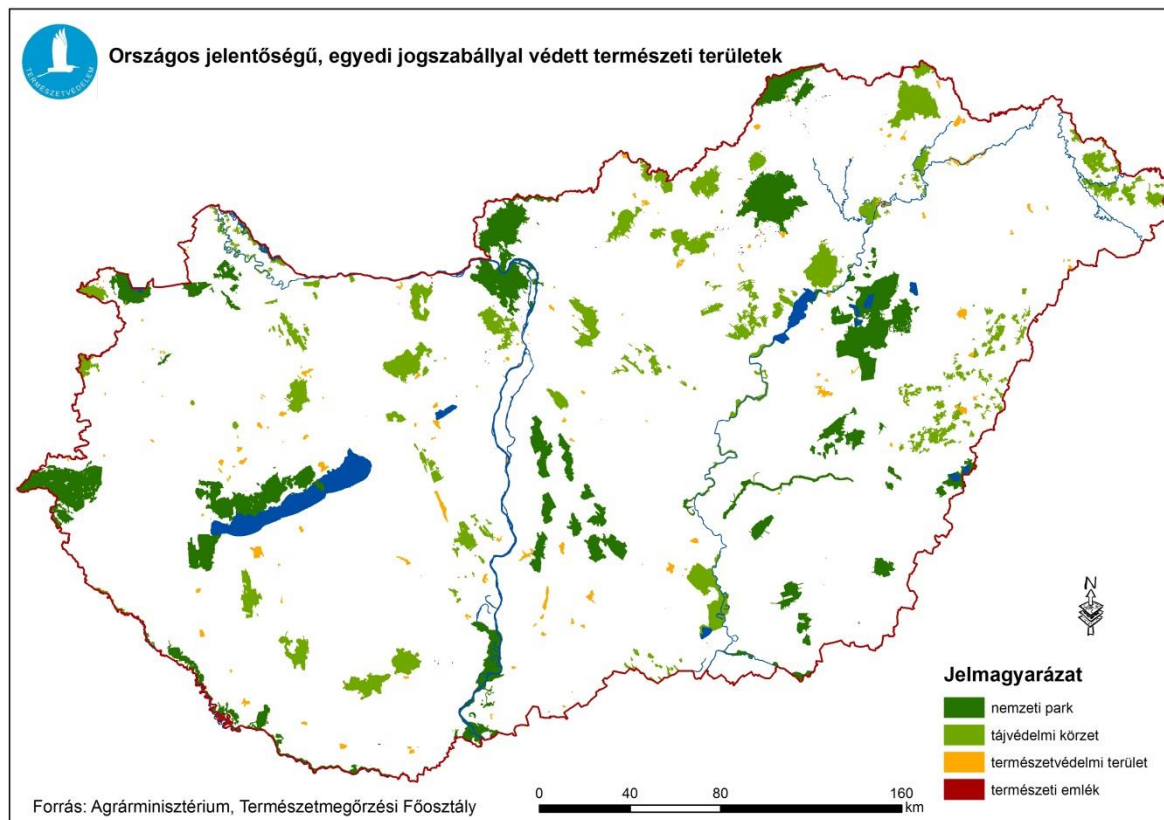 Országos jelentőségű, egyedi jogszabállyal védett természeti területek
TERMÉSZETVÉDELEM
N
Jelmagyarázat
nemzeti park
tájvédelmi körzet
természetvédelmi terület
természeti emlék
Forrás: Agrárminisztérium, Természetmegőrzési Főosztály
0 40 80 160
km